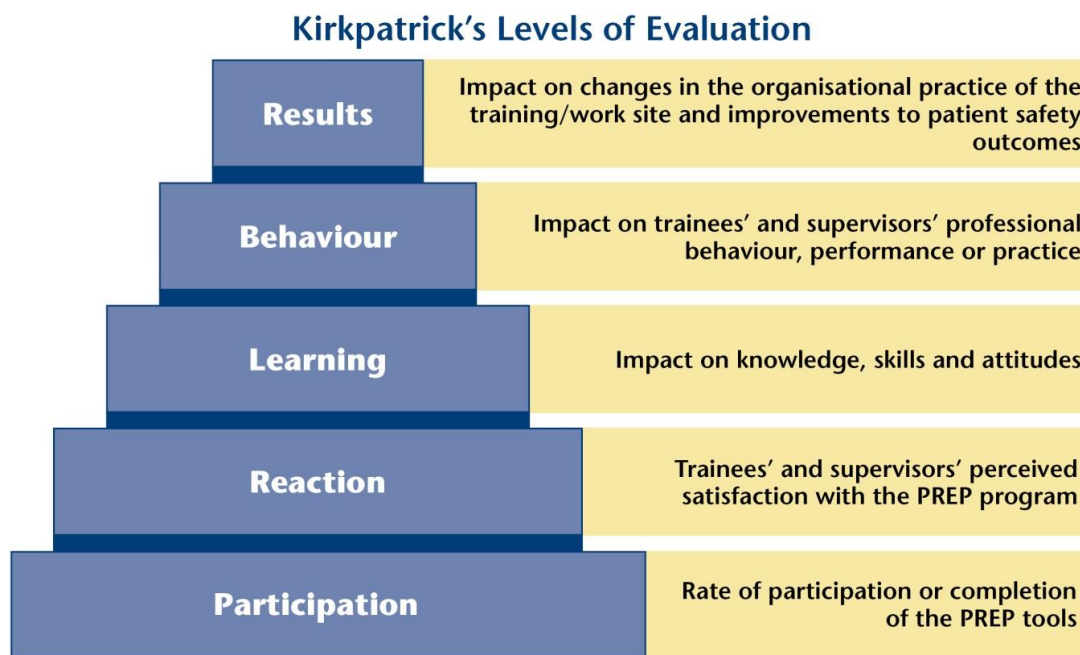 Kirkpatrick’s Levels of Evaluation
Results
Impact on changes in the organisational practice of the
training/work site and improvements to patient safety
outcomes
Behaviour
Impact on trainees’ and supervisors’ professional
behaviour, performance or practice
Learning
Impact on knowledge, skills and attitudes
Reaction
Trainees’ and supervisors’ perceived
satisfaction with the PREP program
Participation
Rate of participation or completion
of the PREP tools